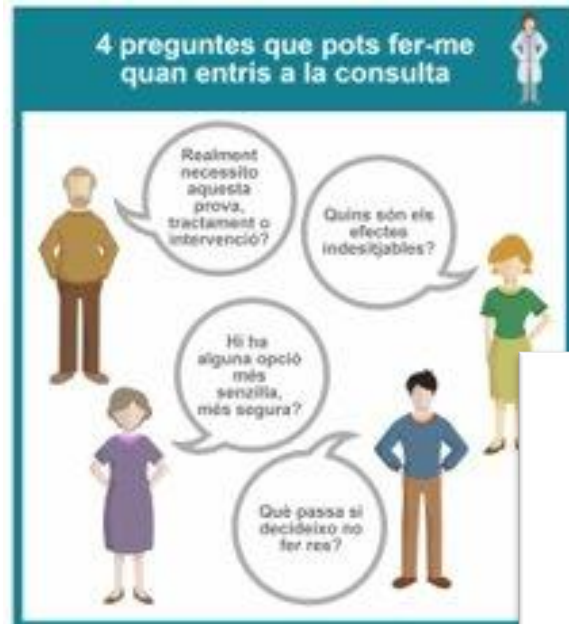 4 preguntes que pots fer-me
quan entris a la consulta
Realment
necessito
aquesta
prova,
tractament o
intervenció?
Quins són els
efectes
indesitjables?
Hi ha
alguna opció
més
senzilla,
més segura?
Què passa si
decideixo no
fer res?